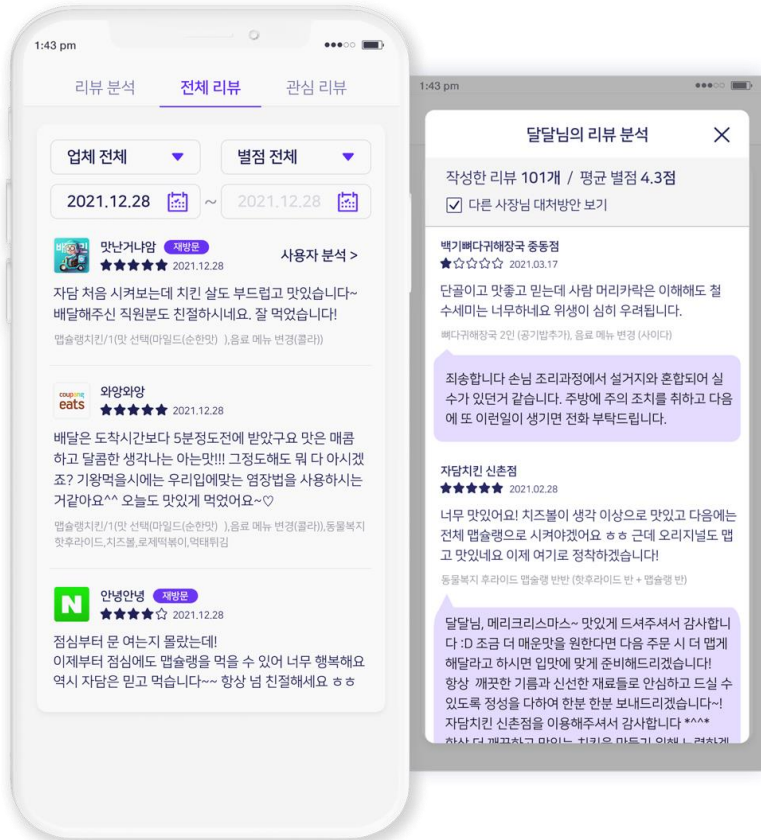 1:43 pm
리뷰 분석
전체 리뷰
관심 리뷰
업체 전체
별점 전체
2021.12.28
~
2021.12.28
맛난거냐암 재방문
★★★★★ 2021.12.28
사용자 분석 >
자담 처음 시켜보는데 치킨 살도 부드럽고 맛있습니다~
배달해주신 직원분도 친절하시네요. 잘 먹었습니다!
맵슐랭치킨/1(맛 선택(마일드(순한맛) ),음료 메뉴 변경(콜라))
coupang
eats
와앙와앙
★★★★★ 2021.12.28
배달은 도착시간보다 5분정도전에 받았구요 맛은 매콤
하고 달콤한 생각나는 아는맛!!! 그정도해도 뭐 다 아시겠
죠? 기왕먹을시에는 우리입에맞는 염장법을 사용하시는
거같아요^^ 오늘도 맛있게 먹었어요~♡
맵슐랭치킨/1(맛 선택(마일드(순한맛) ),음료 메뉴 변경(콜라)),동물복지
핫후라이드,치즈볼,로제떡볶이,먹태튀김
N
안녕안녕 재방문
★★★★☆ 2021.12.28
점심부터 문 여는지 몰랐는데!
이제부터 점심에도 맵슐랭을 먹을 수 있어 너무 행복해요
역시 자담은 믿고 먹습니다~~ 항상 넘 친절해세요 ㅎㅎ
1:43 pm
달달님의 리뷰 분석
작성한 리뷰 101개 / 평균 별점 4.3점
다른 사장님 대처방안 보기
백기뼈다귀해장국 중동점
★☆☆☆☆ 2021.03.17
단골이고 맛좋고 믿는데 사람 머리카락은 이해해도 철
수세미는 너무하네요 위생이 심히 우려됩니다.
뼈다귀해장국 2인 (공기밥추가), 음료 메뉴 변경 (사이다)
죄송합니다 손님 조리과정에서 설거지와 혼합되어 실
수가 있던거 같습니다. 주방에 주의 조치를 취하고 다음
에 또 이런일이 생기면 전화 부탁드립니다.
자담치킨 신촌점
★★★★★ 2021.02.28
너무 맛있어요! 치즈볼이 생각 이상으로 맛있고 다음에는
전체 맵슐랭으로 시켜야겠어요 ㅎㅎ 근데 오리지널도 맵
고 맛있네요 이제 여기로 정착하겠습니다!
동물복지 후라이드 맵술랭 반반 (핫후라이드 반 + 맵슐랭 반)
달달님, 메리크리스마스~ 맛있게 드셔주셔서 감사합니
다 :D 조금 더 매운맛을 원한다면 다음 주문 시 더 맵게
해달라고 하시면 입맛에 맞게 준비해드리겠습니다!
항상 깨끗한 기름과 신선한 재료들로 안심하고 드실 수
있도록 정성을 다하여 한분 한분 보내드리겠습니다~!
자담치킨 신촌점을 이용해주셔서 감사합니다 *^^*